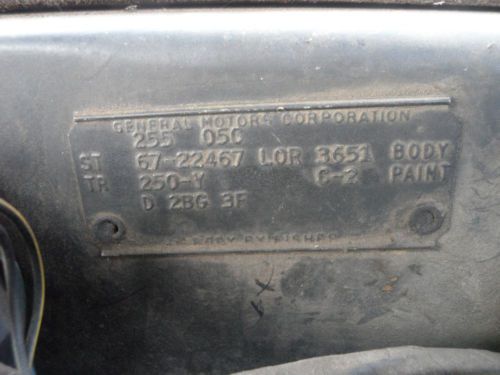 GENERAL MOTORS CORPORATION
255 05C
ST 67-22467 LOR 3651 BODY
TR 250-Y C-2 PAINT
D 2BG 3F
BODY BY FISHER